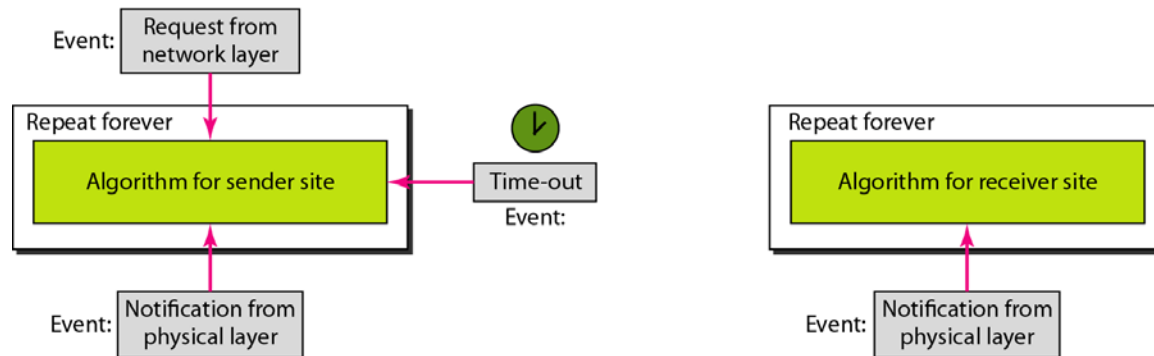 Event:
Request from
network layer
Repeat forever
Algorithm for sender site
Time-out
Event:
Event:
Notification from
physical layer
Repeat forever
Algorithm for receiver site
Event:
Notification from
physical layer